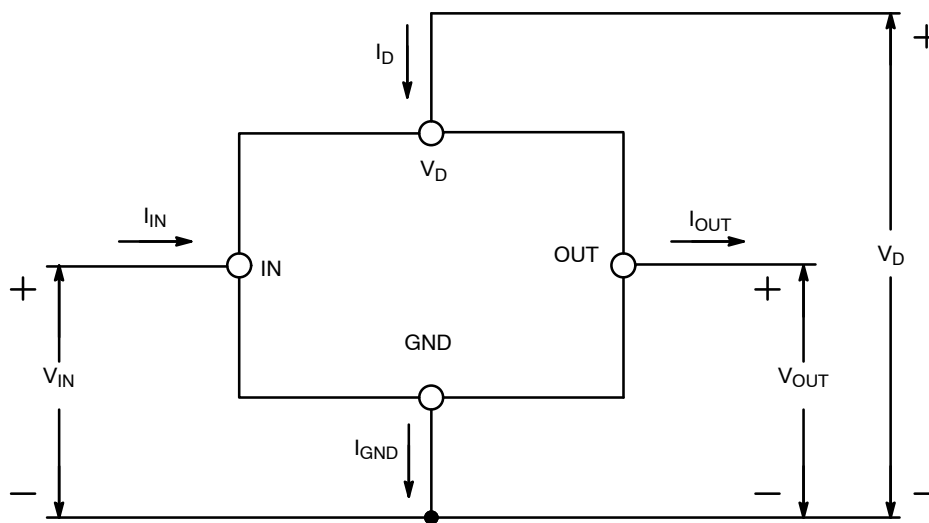 +
I_D
V_D
I_IN
I_OUT
V_D
IN
OUT
+
+
GND
V_IN
V_OUT
I_GND
−
−
−